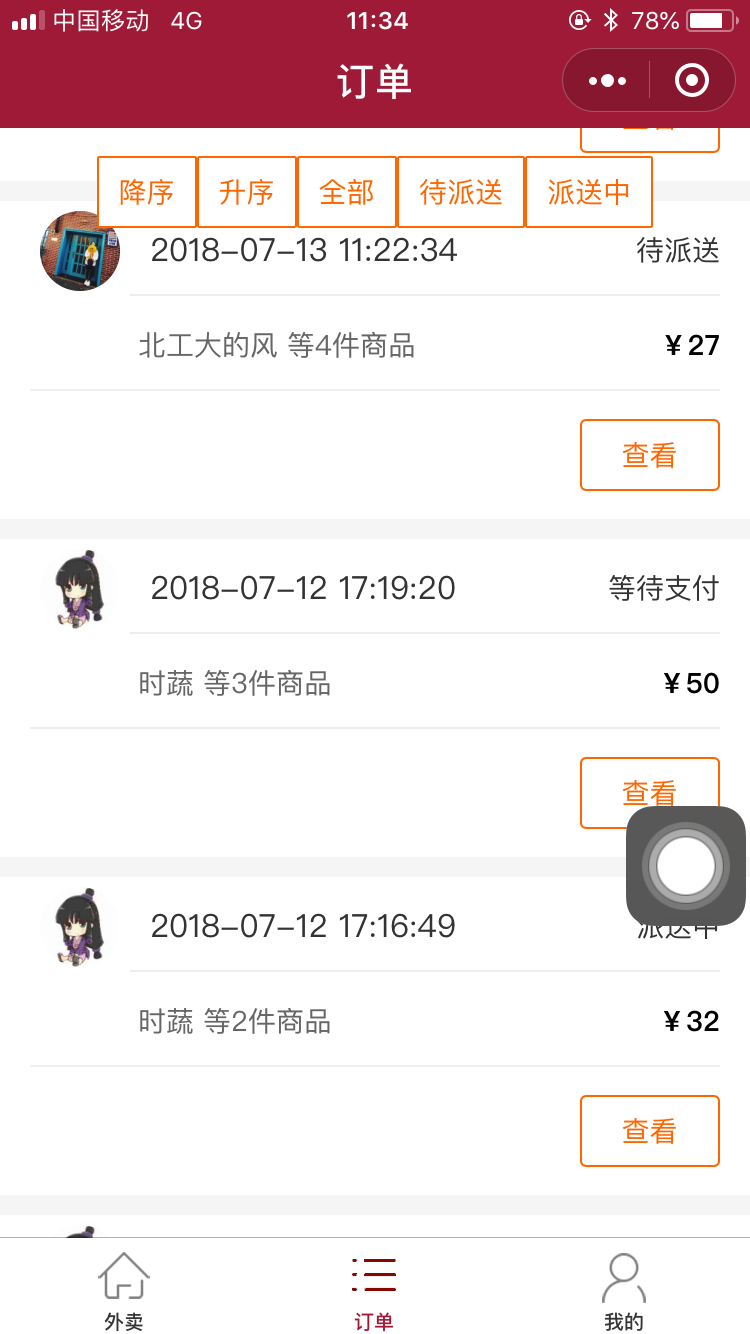 中国移动 4G 11:34 78%
订单
降序 升序 全部 待派送 派送中
2018-07-13 11:22:34 待派送
北工大的风 等4件商品 ¥27
查看
2018-07-12 17:19:20 等待支付
时蔬 等3件商品 ¥50
查看
2018-07-12 17:16:49 派送中
时蔬 等2件商品 ¥32
查看
外卖 订单 我的